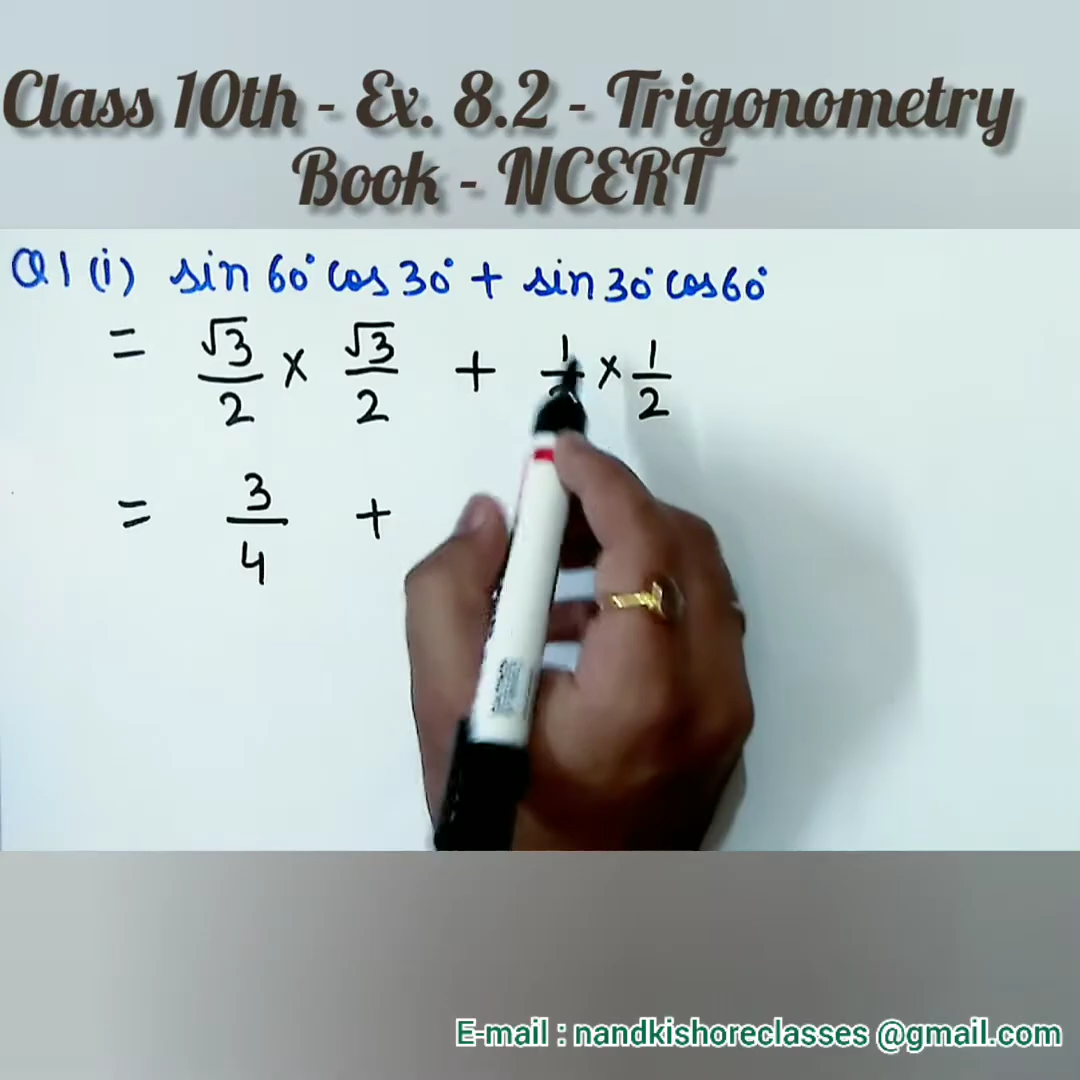 Class 10th - Ex. 8.2 - Trigonometry
Book - NCERT
Q1(i) sin 60° cos 30° + sin 30° cos 60°
= √3/2 × √3/2 + 1/2 × 1/2
= 3/4 +
E-mail : nandkishoreclasses @gmail.com